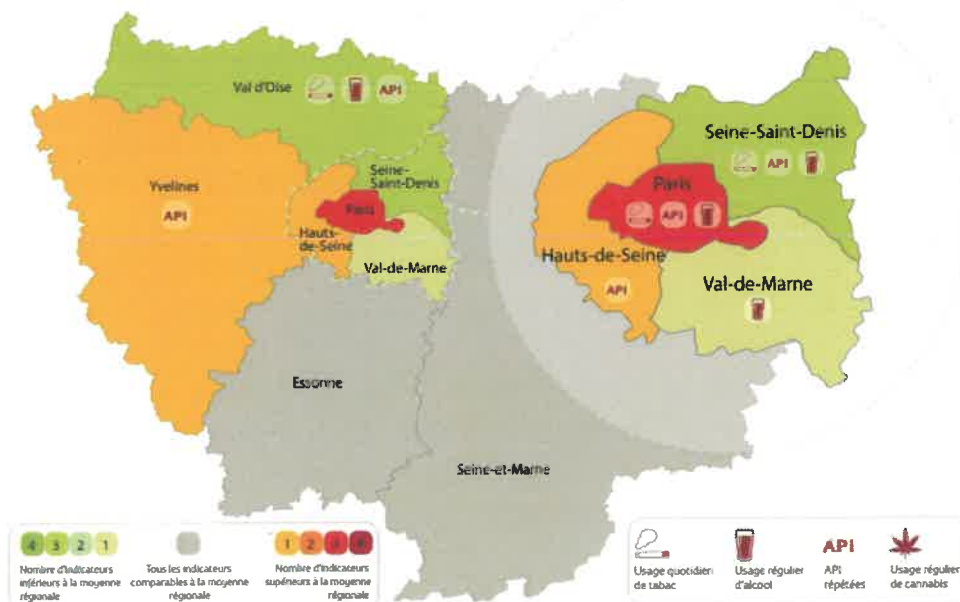 Val d'Oise
API
Seine-Saint-Denis
API
Yvelines
API
Seine-
Saint-Denis
Paris
Paris
API
Hauts-
de-Seine
Val-de-Marne
Hauts-de-Seine
API
Val-de-Marne
Essonne
Seine-et-Marne
4 3 2 1
Nombre d'indicateurs
inférieurs à la moyenne
régionale
Tous les indicateurs
comparables à la moyenne
régionale
1 2
Nombre d'indicateurs
supérieurs à la moyenne
régionale
Usage quotidien
de tabac
Usage régulier
d'alcool
API
API
répétées
Usage régulier
de cannabis